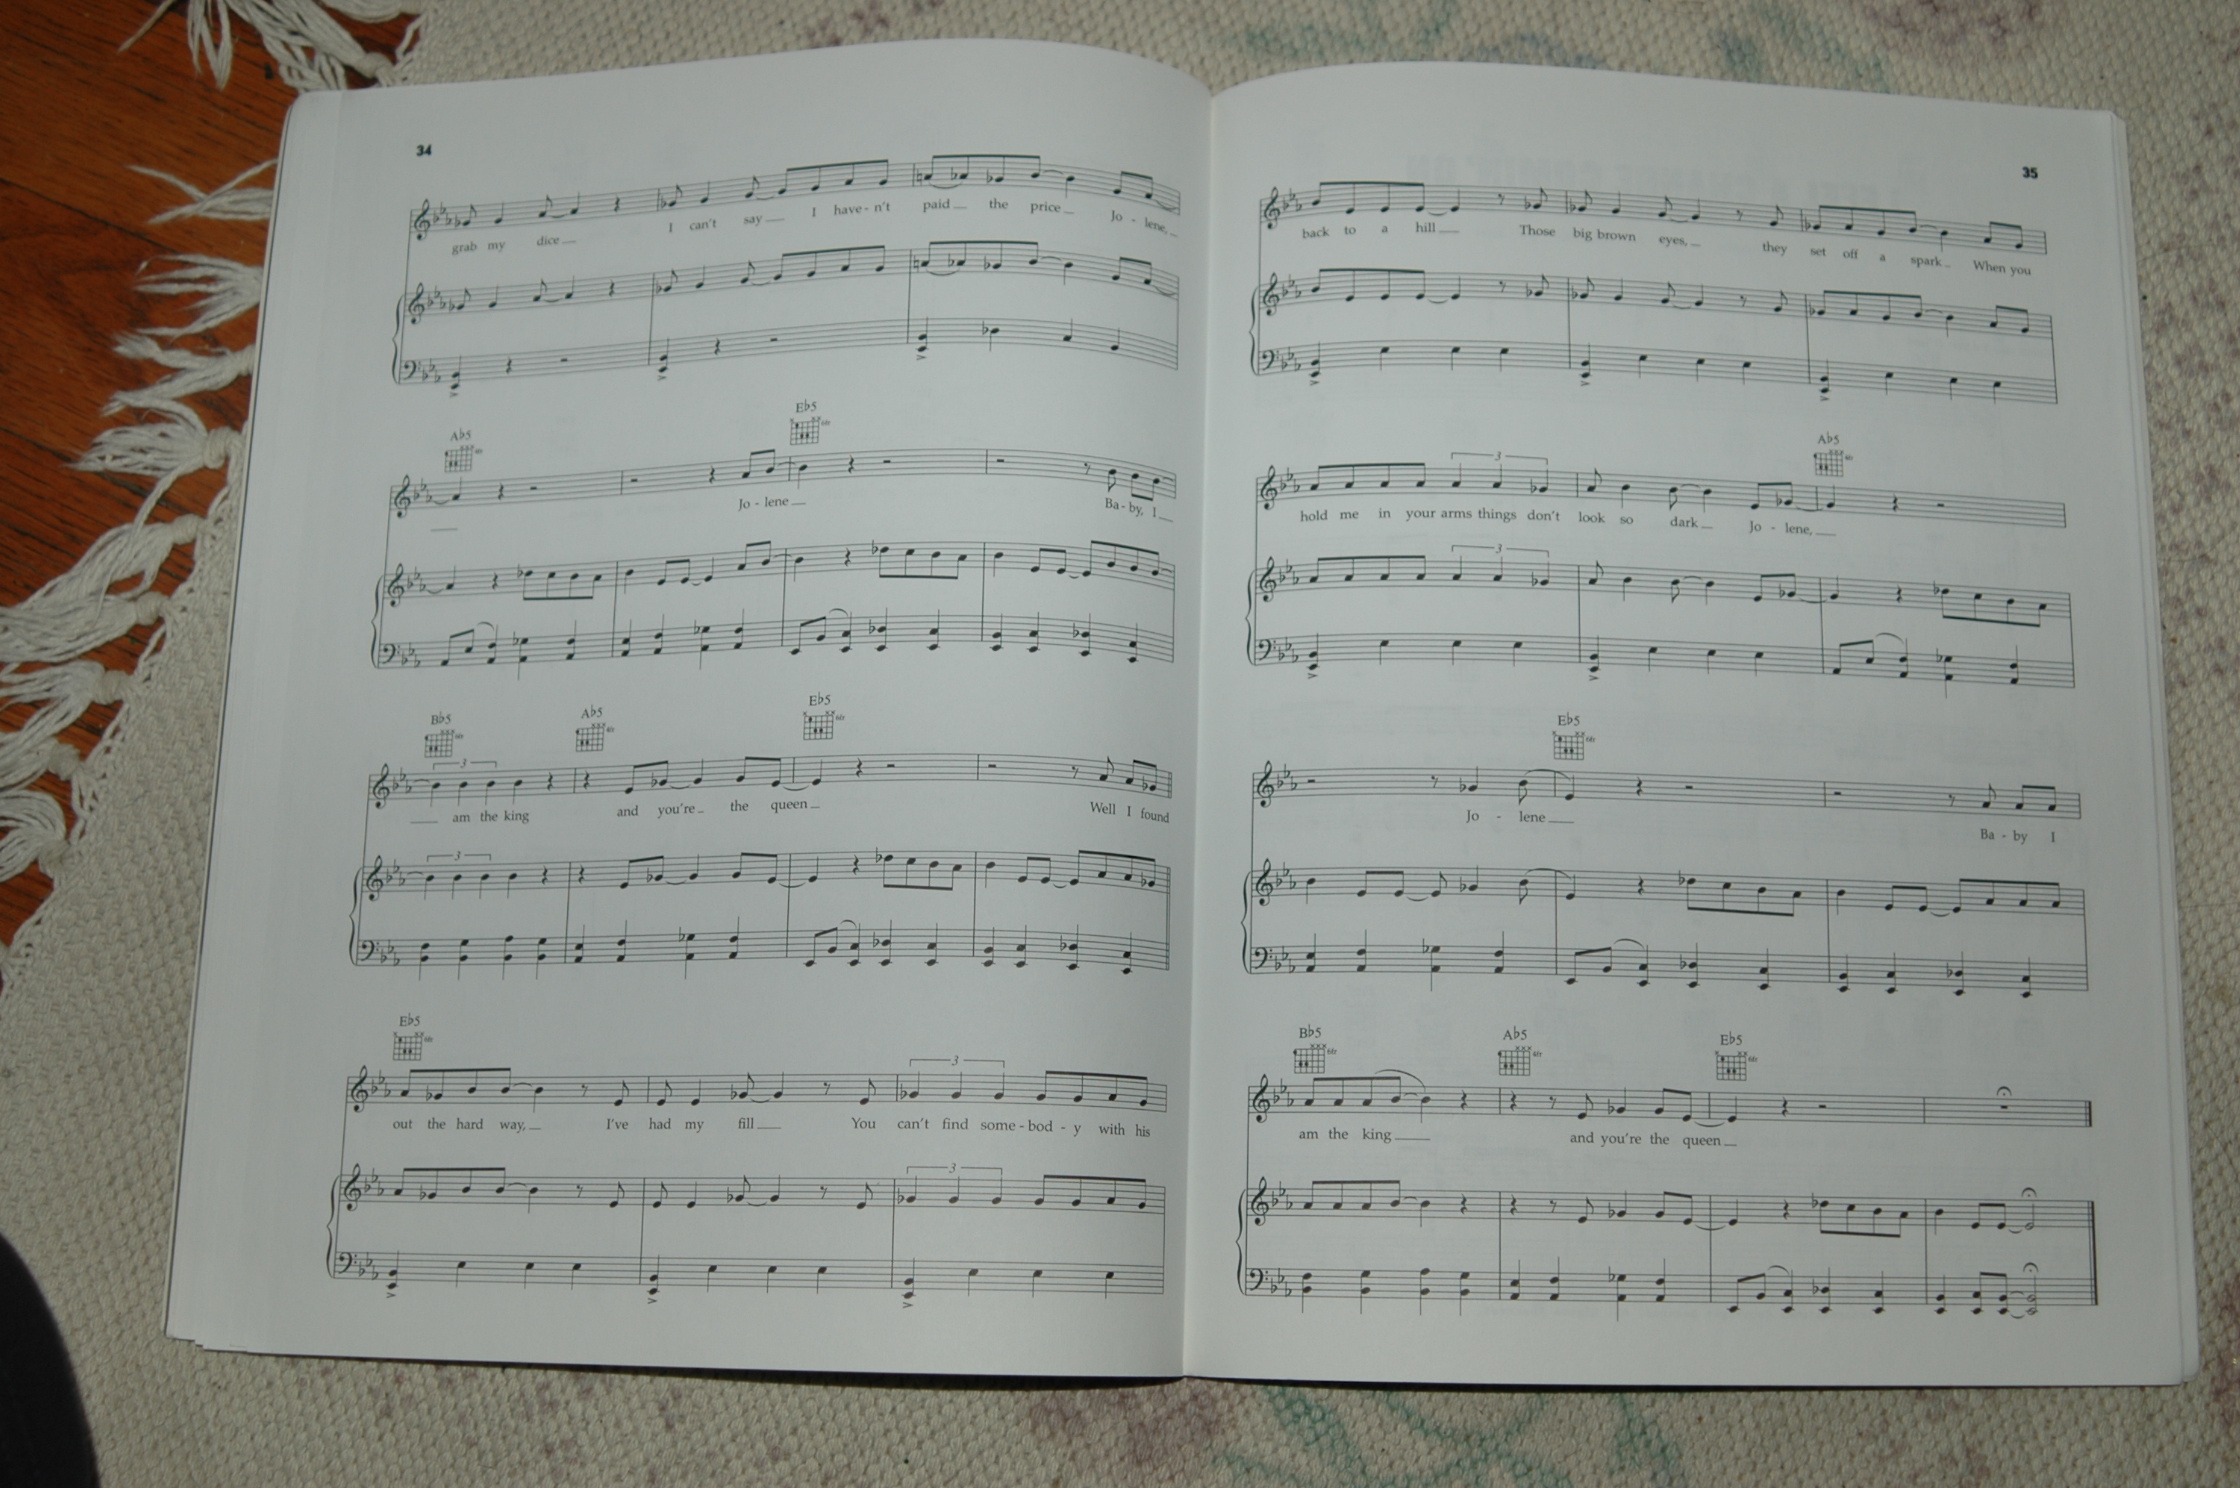 34
grab my dice I can't say I have-n't paid the price Jo - lene,
Ab5 Eb5
Jo - lene Ba - by, I
Bb5 Ab5 Eb5
am the king and you're the queen Well I found
Eb5
out the hard way, I've had my fill You can't find some - bod - y with his
35
back to a hill Those big brown eyes, they set off a spark When you
Ab5
hold me in your arms things don't look so dark Jo - lene,
Eb5
Jo - lene Ba - by I
Bb5 Ab5 Eb5
am the king and you're the queen